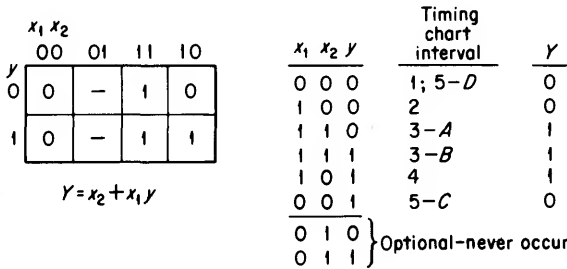 x₁ x₂
00 01 11 10
y
0 0 – 1 0
1 0 – 1 1
Y = x₂ + x₁ y
Timing
chart
x₁ x₂ y interval Y
0 0 0 1; 5–D 0
1 0 0 2 0
1 1 0 3–A 1
1 1 1 3–B 1
1 0 1 4 1
0 0 1 5–C 0
0 1 0
0 1 1
Optional–never occur